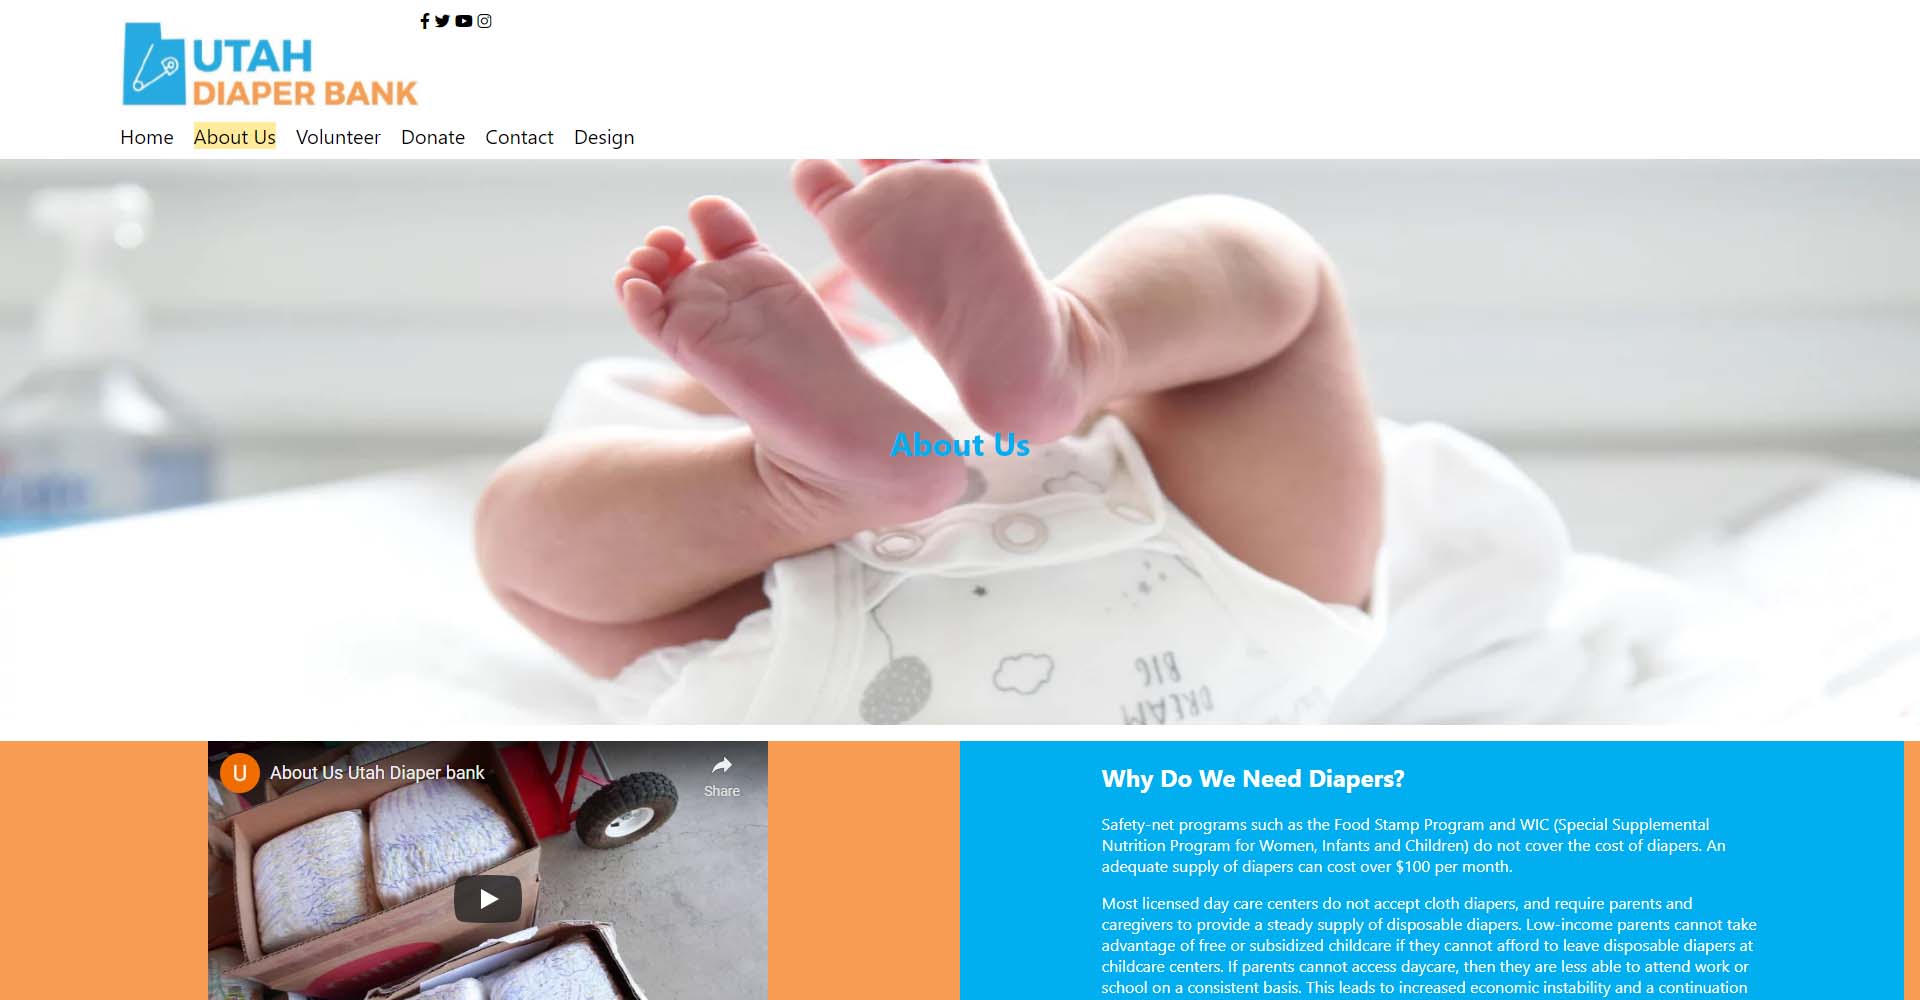 UTAH
DIAPER BANK
Home About Us Volunteer Donate Contact Design
About Us
BIG
DREAM
U About Us Utah Diaper bank
Share
Why Do We Need Diapers?
Safety-net programs such as the Food Stamp Program and WIC (Special Supplemental
Nutrition Program for Women, Infants and Children) do not cover the cost of diapers. An
adequate supply of diapers can cost over $100 per month.
Most licensed day care centers do not accept cloth diapers, and require parents and
caregivers to provide a steady supply of disposable diapers. Low-income parents cannot take
advantage of free or subsidized childcare if they cannot afford to leave disposable diapers at
childcare centers. If parents cannot access daycare, then they are less able to attend work or
school on a consistent basis. This leads to increased economic instability and a continuation